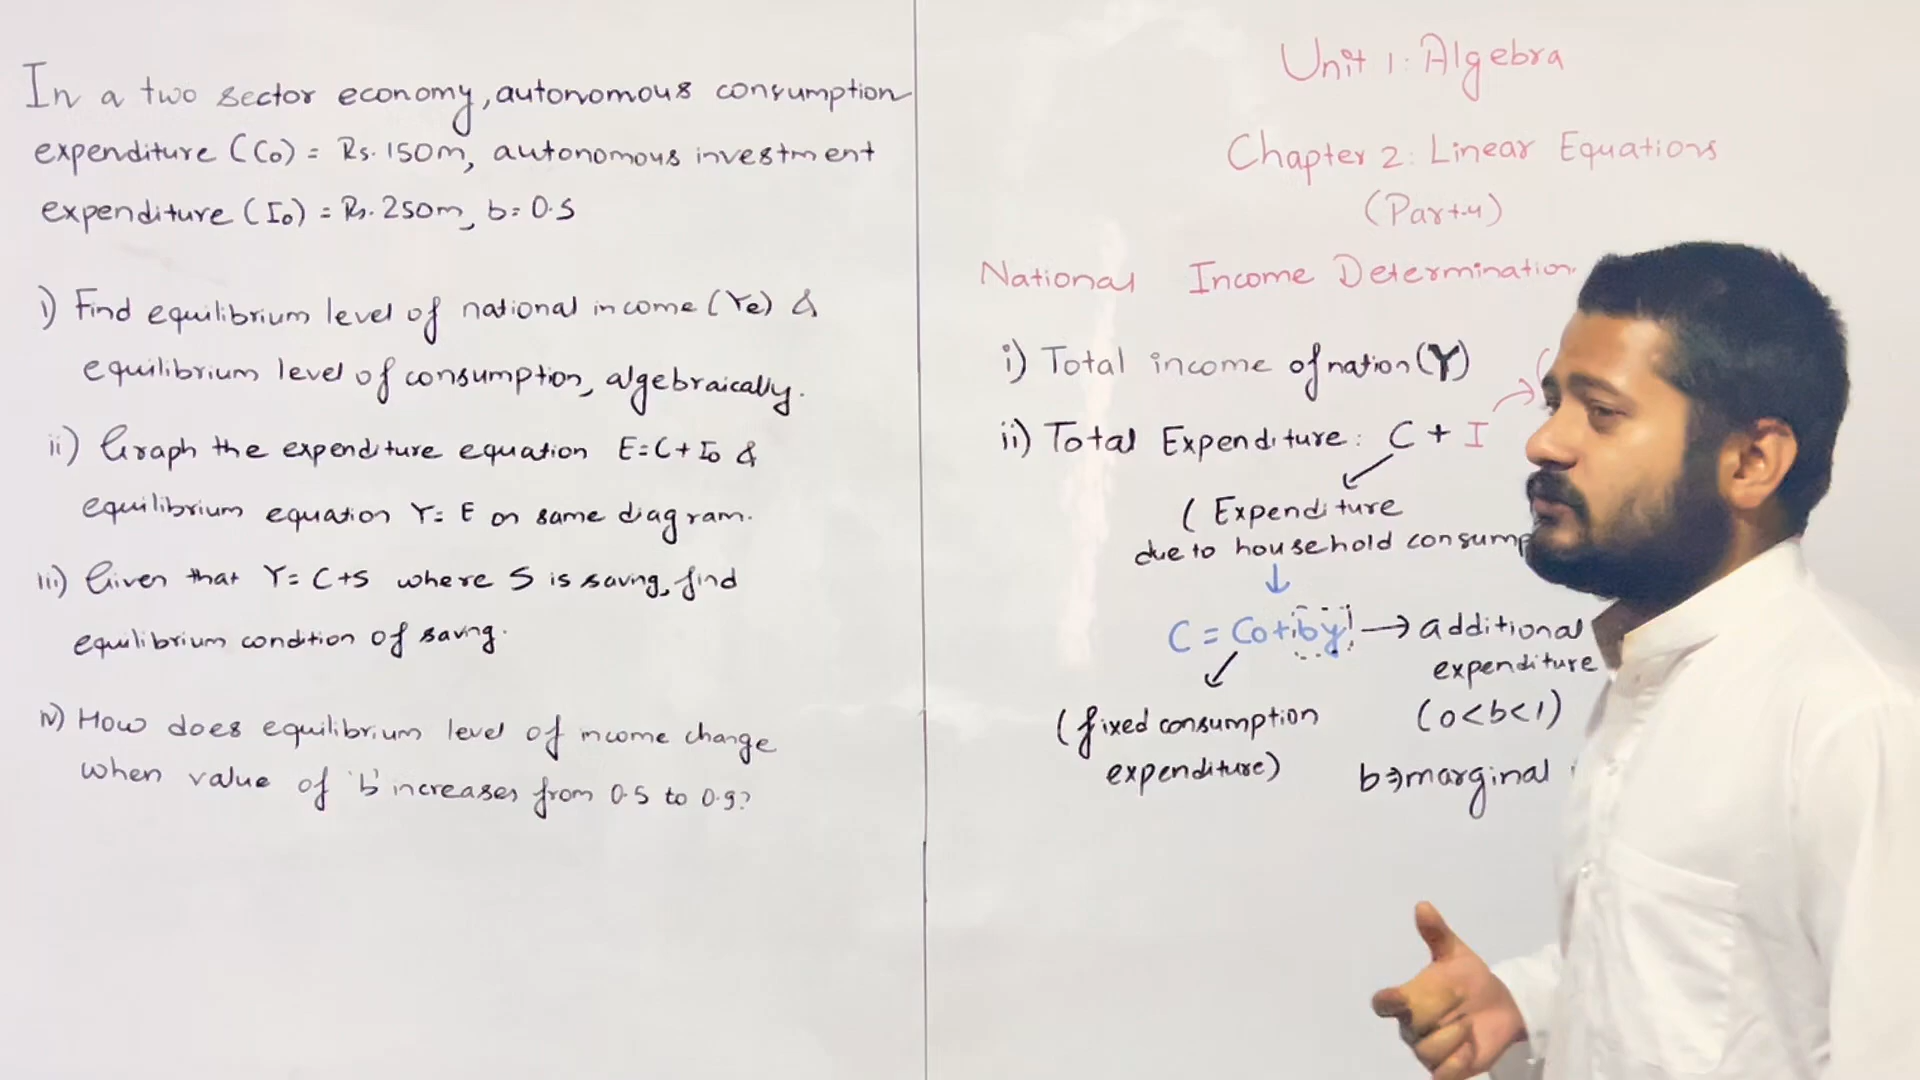 In a two sector economy, autonomous consumption
expenditure (C0) = Rs. 150m, autonomous investment
expenditure (I0) = Rs. 250m, b = 0.5
i) Find equilibrium level of national income (Ye) &
equilibrium level of consumption, algebraically.
ii) Graph the expenditure equation E = C + I0 &
equilibrium equation Y = E on same diagram.
iii) Given that Y = C+S where S is saving, find
equilibrium condition of saving.
iv) How does equilibrium level of income change
when value of 'b' increases from 0.5 to 0.9?
Unit 1: Algebra
Chapter 2: Linear Equations
(Part-4)
National Income Determination
i) Total income of nation (Y)
ii) Total Expenditure: C + I
(Expenditure
due to household consump
C = C0 + by → additional
expenditure
(0<b<1)
(fixed consumption
expenditure)
b→marginal